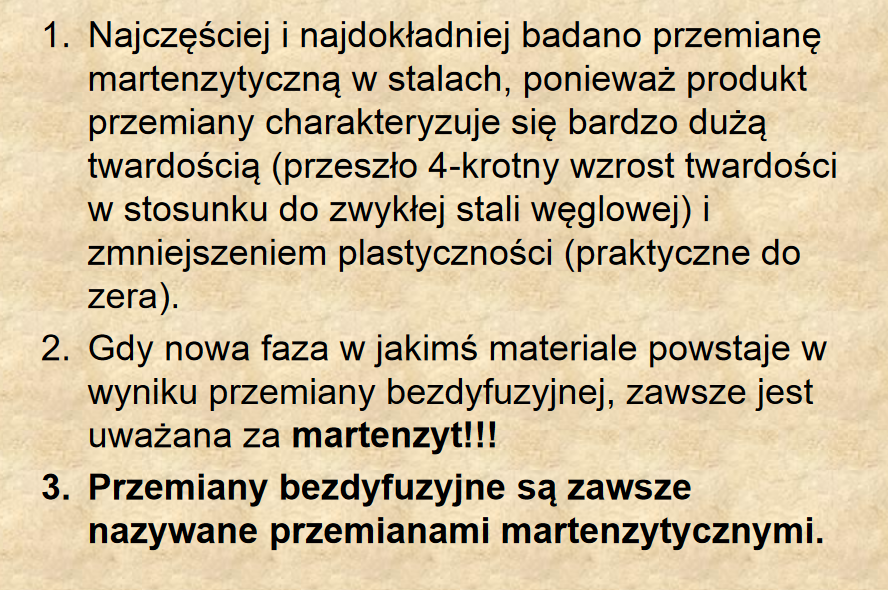 1. Najczęściej i najdokładniej badano przemianę
martenzytyczną w stalach, ponieważ produkt
przemiany charakteryzuje się bardzo dużą
twardością (przeszło 4-krotny wzrost twardości
w stosunku do zwykłej stali węglowej) i
zmniejszeniem plastyczności (praktyczne do
zera).
2. Gdy nowa faza w jakimś materiale powstaje w
wyniku przemiany bezdyfuzyjnej, zawsze jest
uważana za martenzyt!!!
3. Przemiany bezdyfuzyjne są zawsze
nazywane przemianami martenzytycznymi.